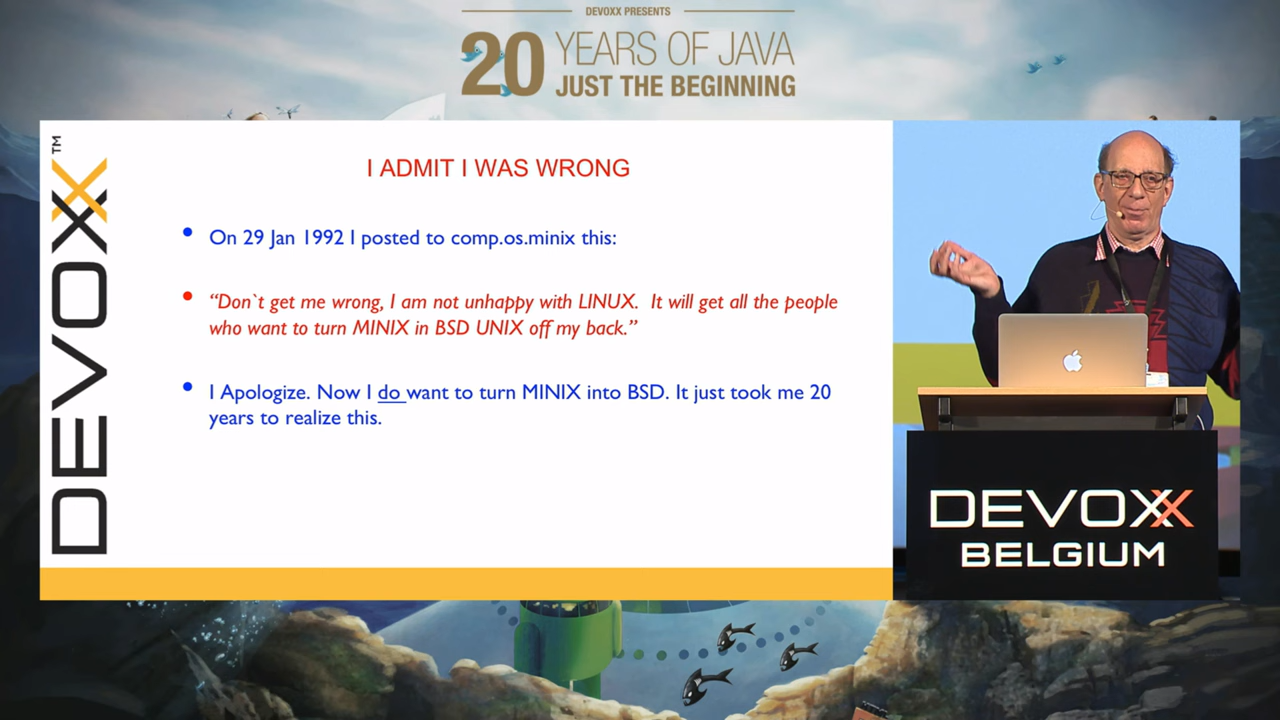 DEVOXX PRESENTS
20 YEARS OF JAVA
JUST THE BEGINNING
DEVOXX™
I ADMIT I WAS WRONG
• On 29 Jan 1992 I posted to comp.os.minix this:
• “Don`t get me wrong, I am not unhappy with LINUX. It will get all the people
who want to turn MINIX in BSD UNIX off my back.”
• I Apologize. Now I do want to turn MINIX into BSD. It just took me 20
years to realize this.
DEVOXX
BELGIUM